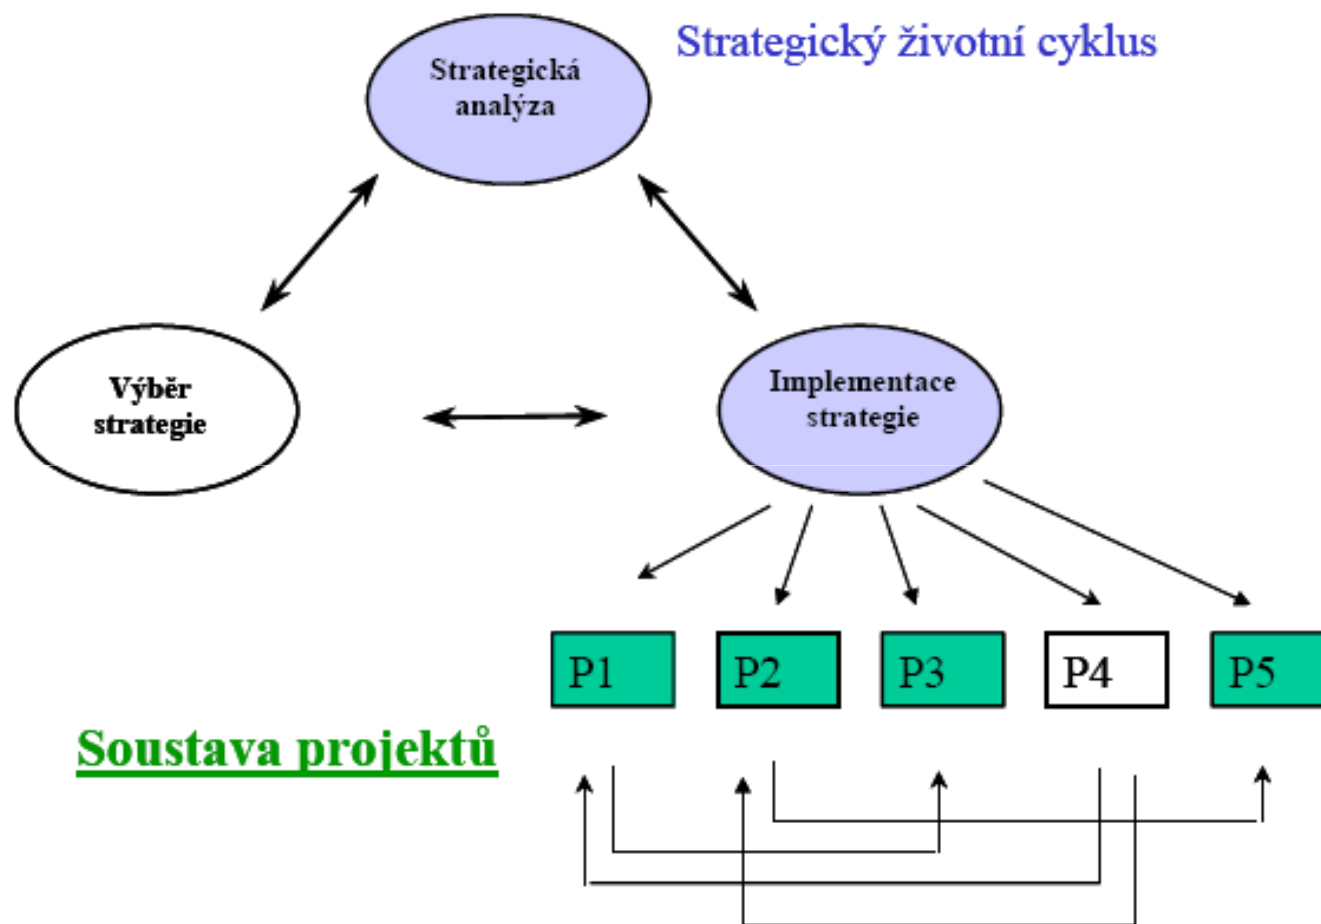 Strategický životní cyklus
Strategická
analýza
Výběr
strategie
Implementace
strategie
P1
P2
P3
P4
P5
Soustava projektů